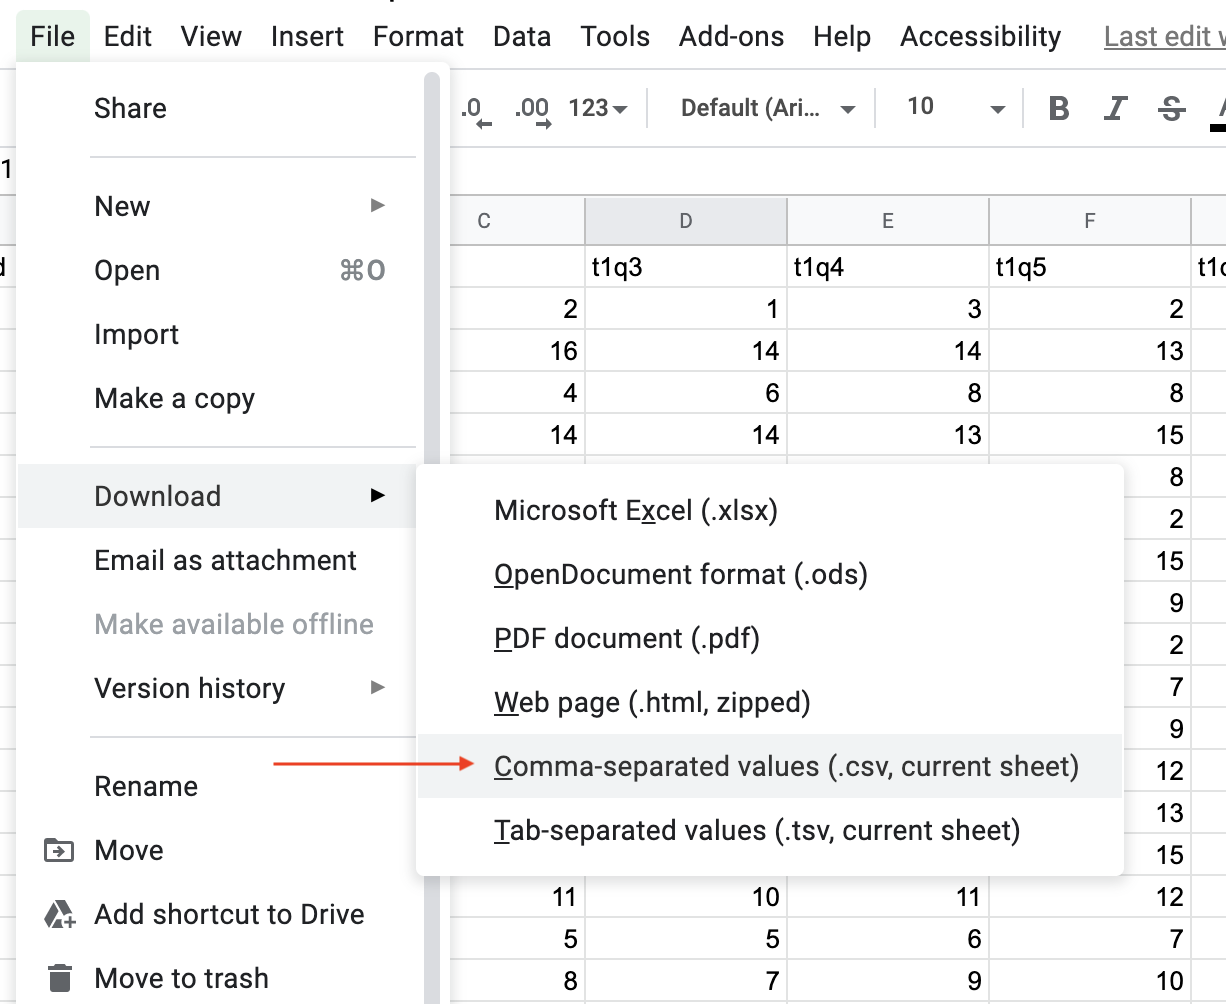 File Edit View Insert Format Data Tools Add-ons Help Accessibility Last edit
Share
.0 .00 123 Default (Ari... 10 B I S A
1
New
C D E F
Open ⌘O
t1q3 t1q4 t1q5
2 1 3 2
Import
16 14 14 13
Make a copy
4 6 8 8
14 14 13 15
8
Download
Microsoft Excel (.xlsx)
2
Email as attachment
OpenDocument format (.ods)
15
9
Make available offline
PDF document (.pdf)
2
Version history
7
Web page (.html, zipped)
9
Comma-separated values (.csv, current sheet)
12
Rename
13
Tab-separated values (.tsv, current sheet)
Move
15
11 10 11 12
Add shortcut to Drive
5 5 6 7
Move to trash
8 7 9 10